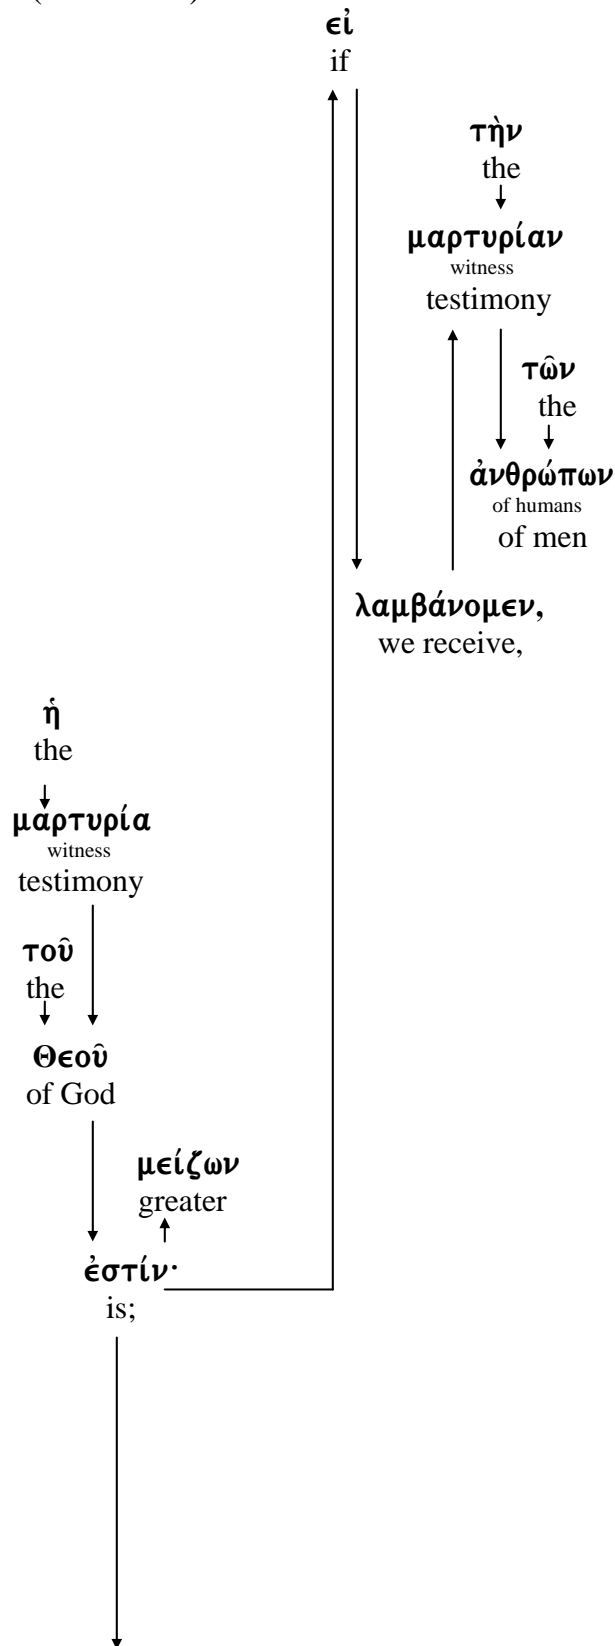 εἰ
if
τὴν
the
μαρτυρίαν
witness
testimony
τῶν
the
ἀνθρώπων
of humans
of men
λαμβάνομεν,
we receive,
ἡ
the
μαρτυρία
witness
testimony
τοῦ
the
Θεοῦ
of God
μείζων
greater
ἐστίν·
is;